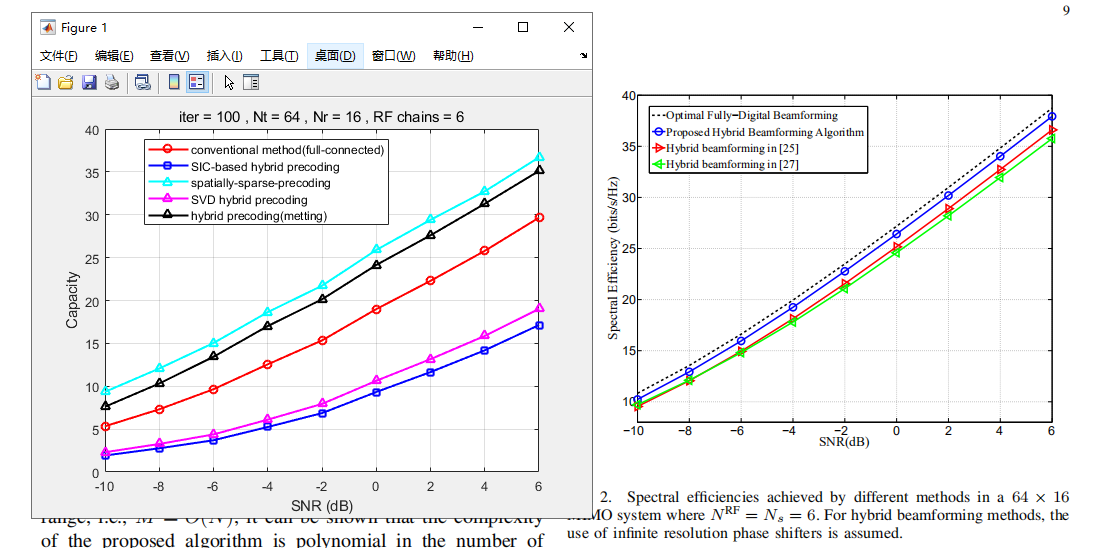 Figure 1
文件(F) 编辑(E) 查看(V) 插入(I) 工具(T) 桌面(D) 窗口(W) 帮助(H)
iter = 100 , Nt = 64 , Nr = 16 , RF chains = 6
40
35
30
25
20
15
10
5
0
Capacity
conventional method(full-connected)
SIC-based hybrid precoding
spatially-sparse-precoding
SVD hybrid precoding
hybrid precoding(metting)
-10 -8 -6 -4 -2 0 2 4 6
SNR (dB)
of the proposed algorithm is polynomial in the number of
9
40
35
30
25
20
15
10
Spectral Efficiency (bits/s/Hz)
Optimal Fully-Digital Beamforming
Proposed Hybrid Beamforming Algorithm
Hybrid beamforming in [25]
Hybrid beamforming in [27]
−10 −8 −6 −4 −2 0 2 4 6
SNR(dB)
2. Spectral efficiencies achieved by different methods in a 64 × 16
MO system where N^RF = N_s = 6. For hybrid beamforming methods, the
use of infinite resolution phase shifters is assumed.